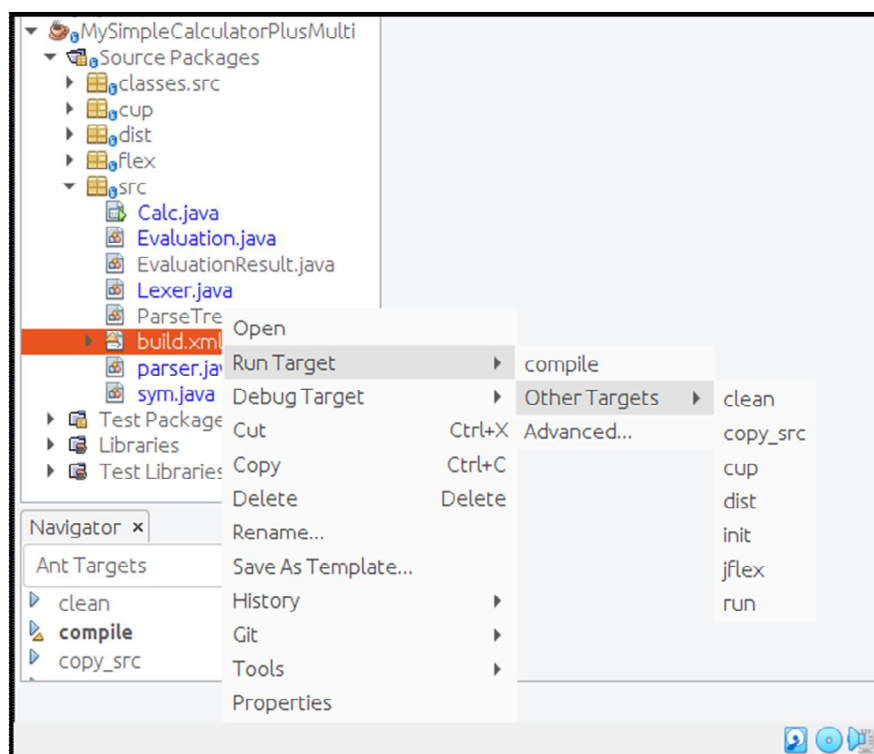 MySimpleCalculatorPlusMulti
Source Packages
classes.src
cup
dist
flex
src
Calc.java
Evaluation.java
EvaluationResult.java
Lexer.java
ParseTre
build.xml
parser.jav
sym.java
Test Package
Libraries
Test Libraries
Open
Run Target
Debug Target
Cut Ctrl+X
Copy Ctrl+C
Delete Delete
Rename...
Save As Template...
History
Git
Tools
Properties
compile
Other Targets
Advanced...
clean
copy_src
cup
dist
init
jflex
run
Navigator ×
Ant Targets
clean
compile
copy_src